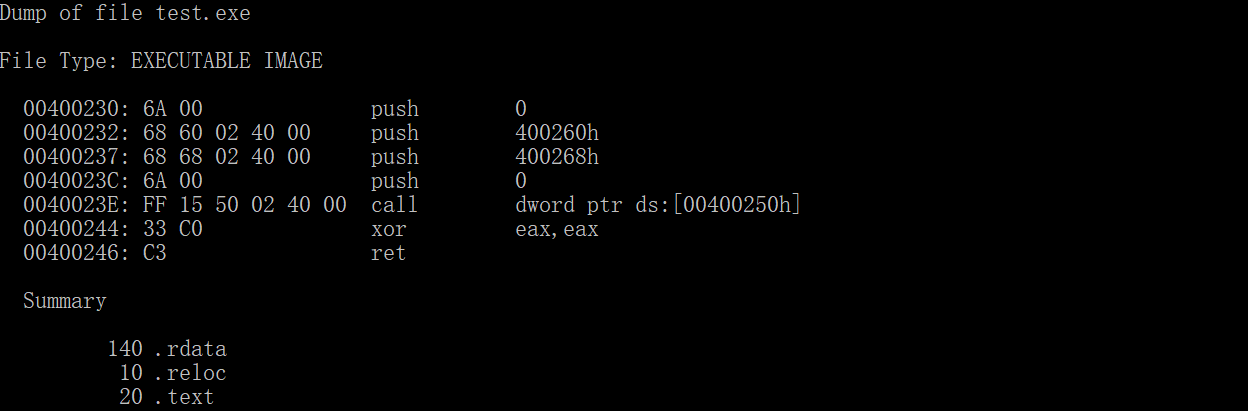 Dump of file test.exe
File Type: EXECUTABLE IMAGE
00400230: 6A 00 push 0
00400232: 68 60 02 40 00 push 400260h
00400237: 68 68 02 40 00 push 400268h
0040023C: 6A 00 push 0
0040023E: FF 15 50 02 40 00 call dword ptr ds:[00400250h]
00400244: 33 C0 xor eax,eax
00400246: C3 ret
Summary
140 .rdata
10 .reloc
20 .text